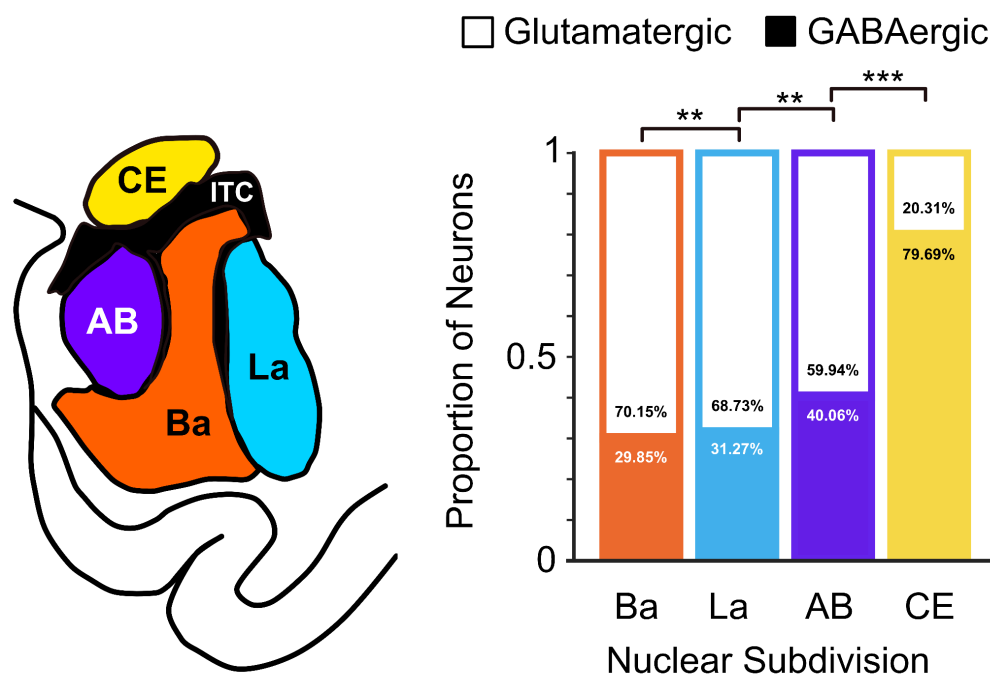 Glutamatergic GABAergic
CE
ITC
AB
La
Ba
** ** ***
Proportion of Neurons
1
0.5
0
70.15%
29.85%
68.73%
31.27%
59.94%
40.06%
20.31%
79.69%
Ba La AB CE
Nuclear Subdivision